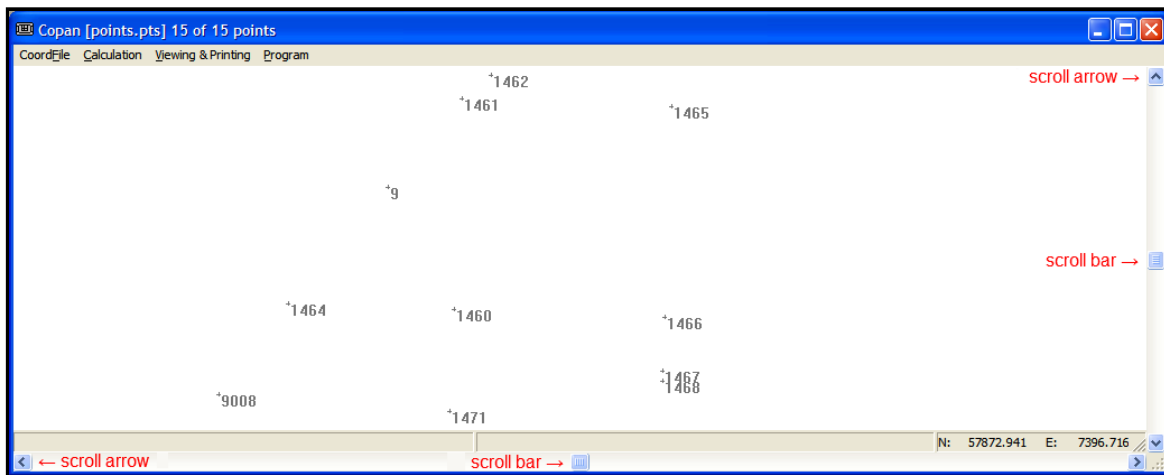 Copan [points.pts] 15 of 15 points
CoordFile Calculation Viewing & Printing Program
1462
scroll arrow →
1461
1465
9
scroll bar →
1464
1460
1466
1467
1468
9008
1471
N: 57872.941 E: 7396.716
← scroll arrow
scroll bar →